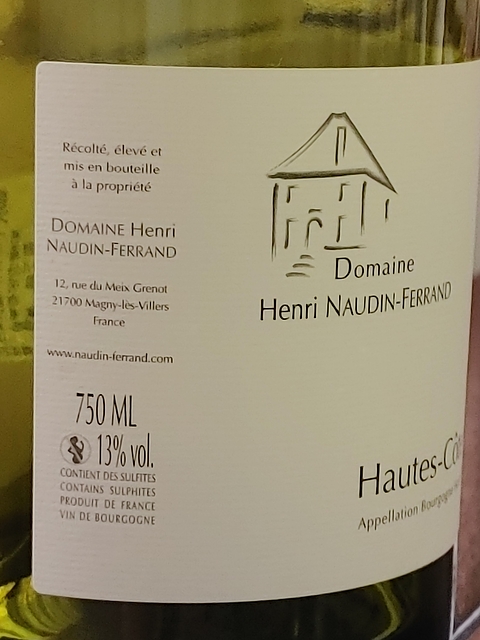 Récolté, élevé et
mis en bouteille
à la propriété
DOMAINE Henri
NAUDIN-FERRAND
12, rue du Meix Grenot
21700 Magny-lès-Villers
France
www.naudin-ferrand.com
750 ML
13% vol.
CONTIENT DES SULFITES
CONTAINS SULPHITES
PRODUIT DE FRANCE
VIN DE BOURGOGNE
Domaine
Henri NAUDIN-FERRAND
Hautes-Cô
Appellation Bourgogne